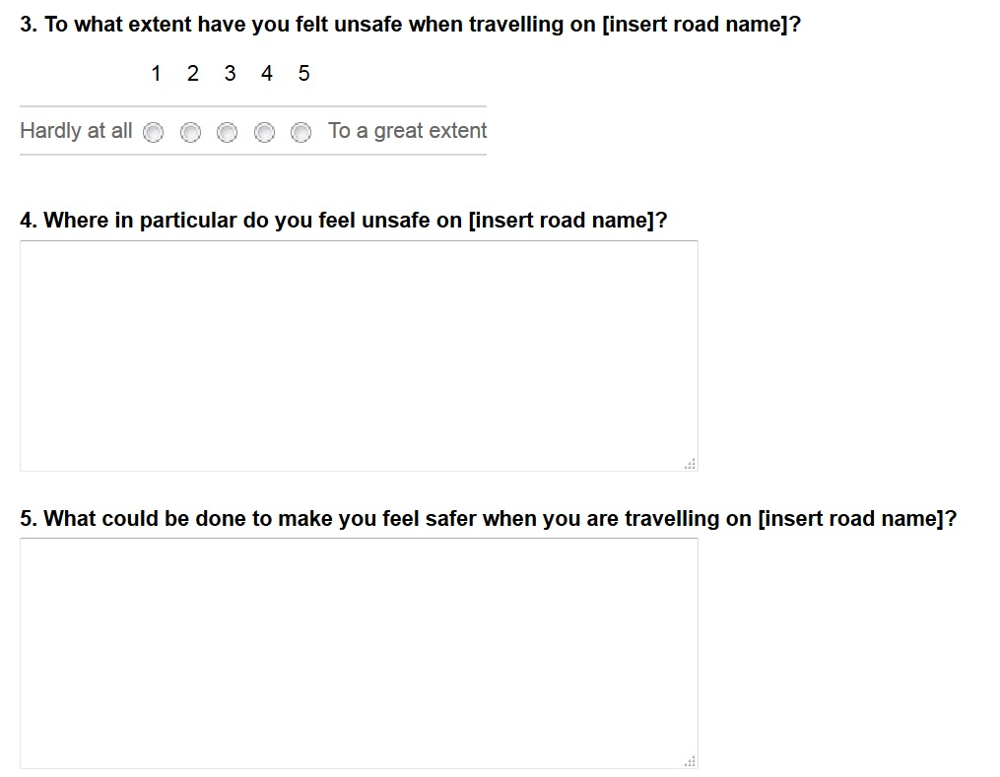 3. To what extent have you felt unsafe when travelling on [insert road name]?
1 2 3 4 5
Hardly at all To a great extent
4. Where in particular do you feel unsafe on [insert road name]?
5. What could be done to make you feel safer when you are travelling on [insert road name]?